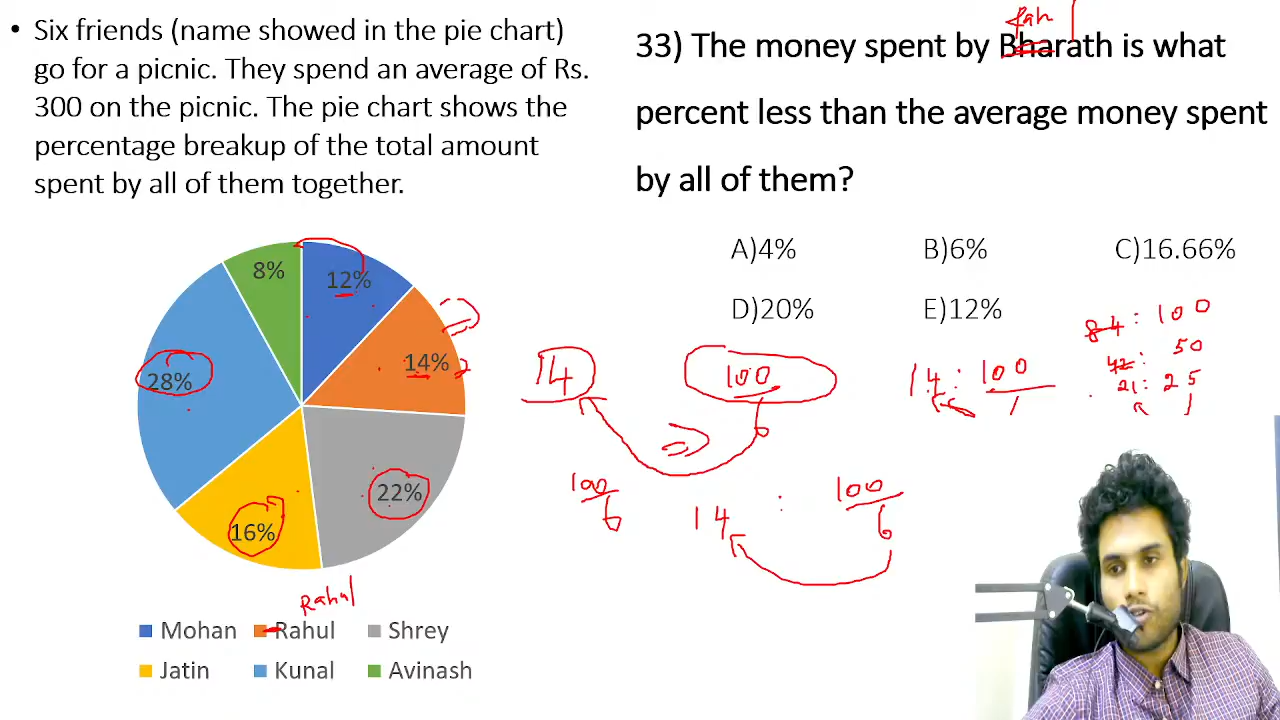 • Six friends (name showed in the pie chart)
go for a picnic. They spend an average of Rs.
300 on the picnic. The pie chart shows the
percentage breakup of the total amount
spent by all of them together.
33) The money spent by Bharath is what
percent less than the average money spent
by all of them?
A)4% B)6% C)16.66%
D)20% E)12%
8% 12%
14%
28%
22%
16%
Rahul
Mohan Rahul Shrey
Jatin Kunal Avinash
14 100
6
100
6
14 : 100
6
14 : 100
84 : 100
42 : 50
21 : 25